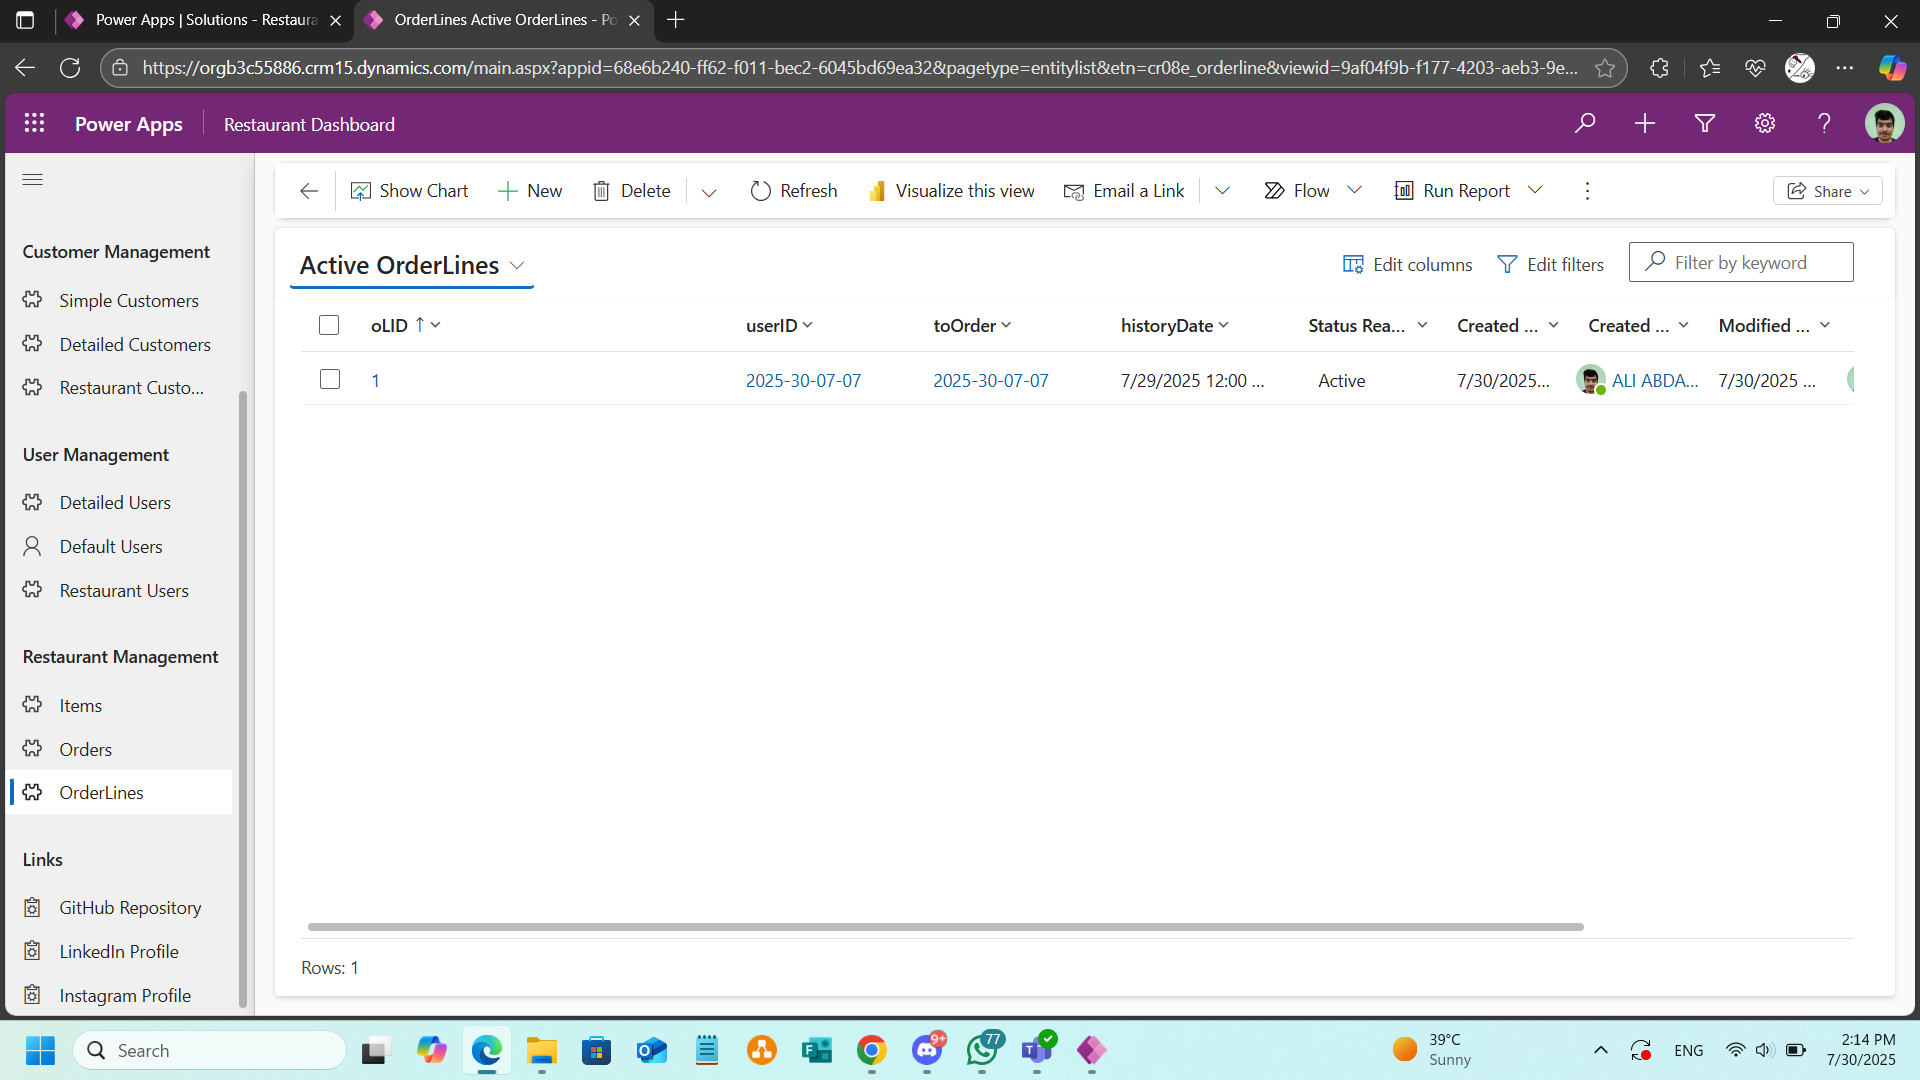 Power Apps | Solutions - Restaura
OrderLines Active OrderLines - Po
https://orgb3c55886.crm15.dynamics.com/main.aspx?appid=68e6b240-ff62-f011-bec2-6045bd69ea32&pagetype=entitylist&etn=cr08e_orderline&viewid=9af04f9b-f177-4203-aeb3-9e...
Power Apps
Restaurant Dashboard
Show Chart
New
Delete
Refresh
Visualize this view
Email a Link
Flow
Run Report
Share
Customer Management
Simple Customers
Detailed Customers
Restaurant Custo...
User Management
Detailed Users
Default Users
Restaurant Users
Restaurant Management
Items
Orders
OrderLines
Links
GitHub Repository
LinkedIn Profile
Instagram Profile
Active OrderLines
Edit columns
Edit filters
Filter by keyword
oLID ↑ userID toOrder historyDate Status Rea... Created ... Created ... Modified ...
1 2025-30-07-07 2025-30-07-07 7/29/2025 12:00 ... Active 7/30/2025... ALI ABDA... 7/30/2025 ...
Rows: 1
Search
9+
77
39°C
Sunny
ENG
2:14 PM
7/30/2025